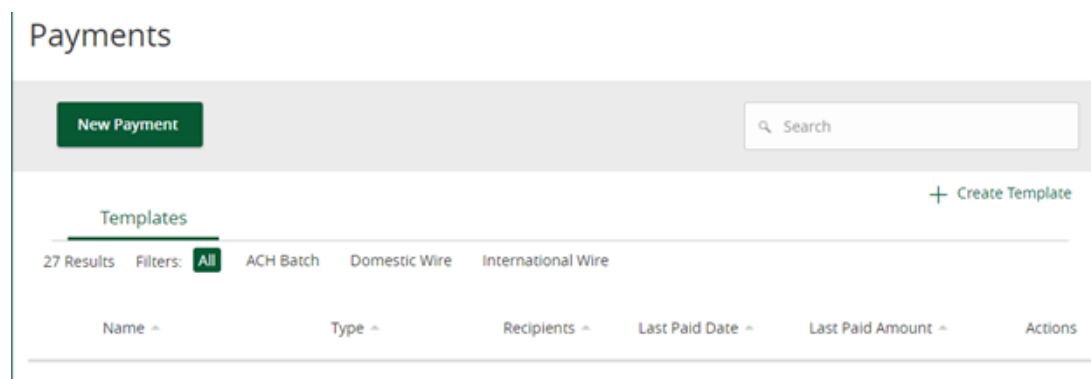 Payments
New Payment
Search
Create Template
Templates
27 Results Filters: All ACH Batch Domestic Wire International Wire
Name Type Recipients Last Paid Date Last Paid Amount Actions